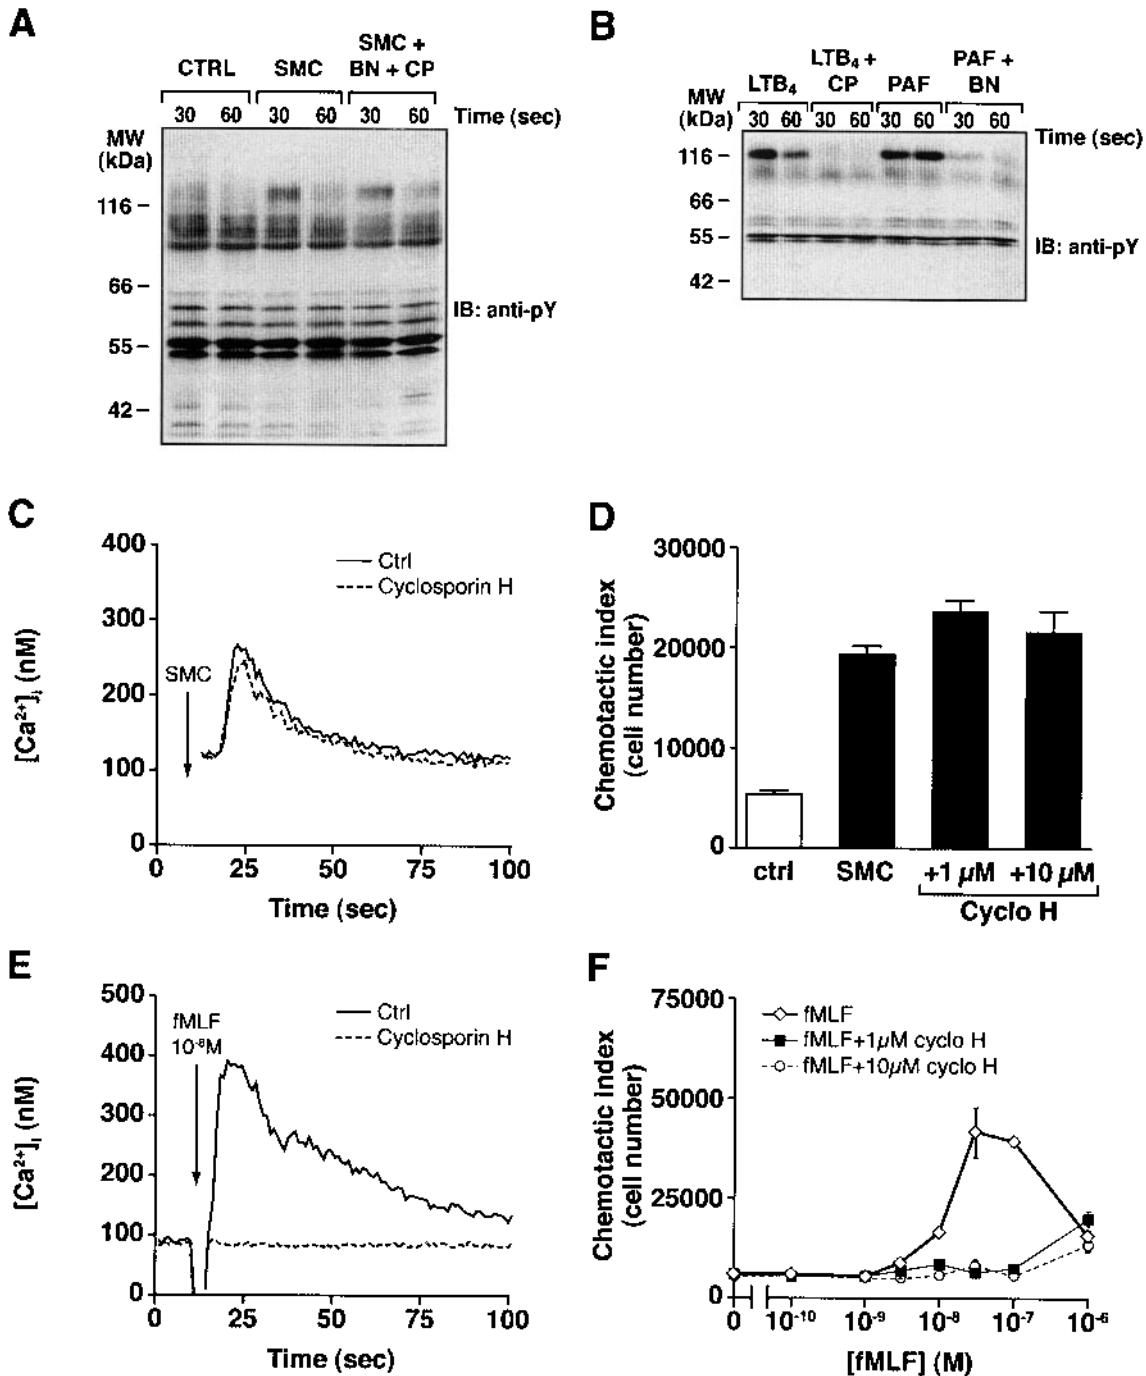 A
CTRL
SMC
SMC +
BN + CP
30 60 30 60 30 60
Time (sec)
MW
(kDa)
116
66
55
42
IB: anti-pY
B
LTB₄
LTB₄ +
CP
PAF
PAF +
BN
MW
(kDa)
30 60 30 60 30 60 30 60
Time (sec)
116
66
55
42
IB: anti-pY
C
400
300
200
100
0
[Ca²⁺]ᵢ (nM)
SMC
Ctrl
Cyclosporin H
0 25 50 75 100
Time (sec)
D
30000
20000
10000
0
Chemotactic index
(cell number)
ctrl SMC +1 µM +10 µM
Cyclo H
E
500
400
300
200
100
0
[Ca²⁺]ᵢ (nM)
fMLF
10⁻⁸M
Ctrl
Cyclosporin H
0 25 50 75 100
Time (sec)
F
75000
50000
25000
0
Chemotactic index
(cell number)
fMLF
fMLF+1µM cyclo H
fMLF+10µM cyclo H
0 10⁻¹⁰ 10⁻⁹ 10⁻⁸ 10⁻⁷ 10⁻⁶
[fMLF] (M)